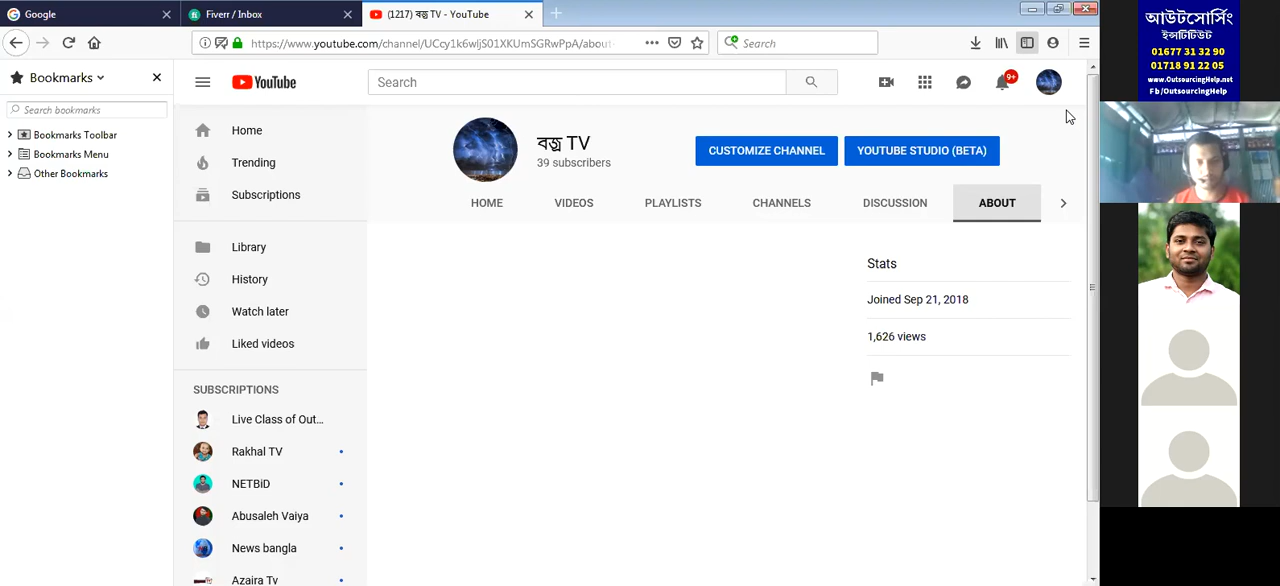 Google
Fiverr / Inbox
(1217) বজ্র TV - YouTube
https://www.youtube.com/channel/UCcy1k6wIjS01XKUmSGRwPpA/abou
Search
Bookmarks
Search bookmarks
Bookmarks Toolbar
Bookmarks Menu
Other Bookmarks
YouTube
Search
9+
Home
Trending
Subscriptions
Library
History
Watch later
Liked videos
SUBSCRIPTIONS
Live Class of Out...
Rakhal TV
NETBiD
Abusaleh Vaiya
News bangla
Azaira Tv
বজ্র TV
39 subscribers
CUSTOMIZE CHANNEL
YOUTUBE STUDIO (BETA)
HOME
VIDEOS
PLAYLISTS
CHANNELS
DISCUSSION
ABOUT
Stats
Joined Sep 21, 2018
1,626 views
আউটসোর্সিং
ইন্সটিটিউট
01677 31 32 90
01718 91 22 05
www.OutsourcingHelp.net
Fb/OutsourcingHelp